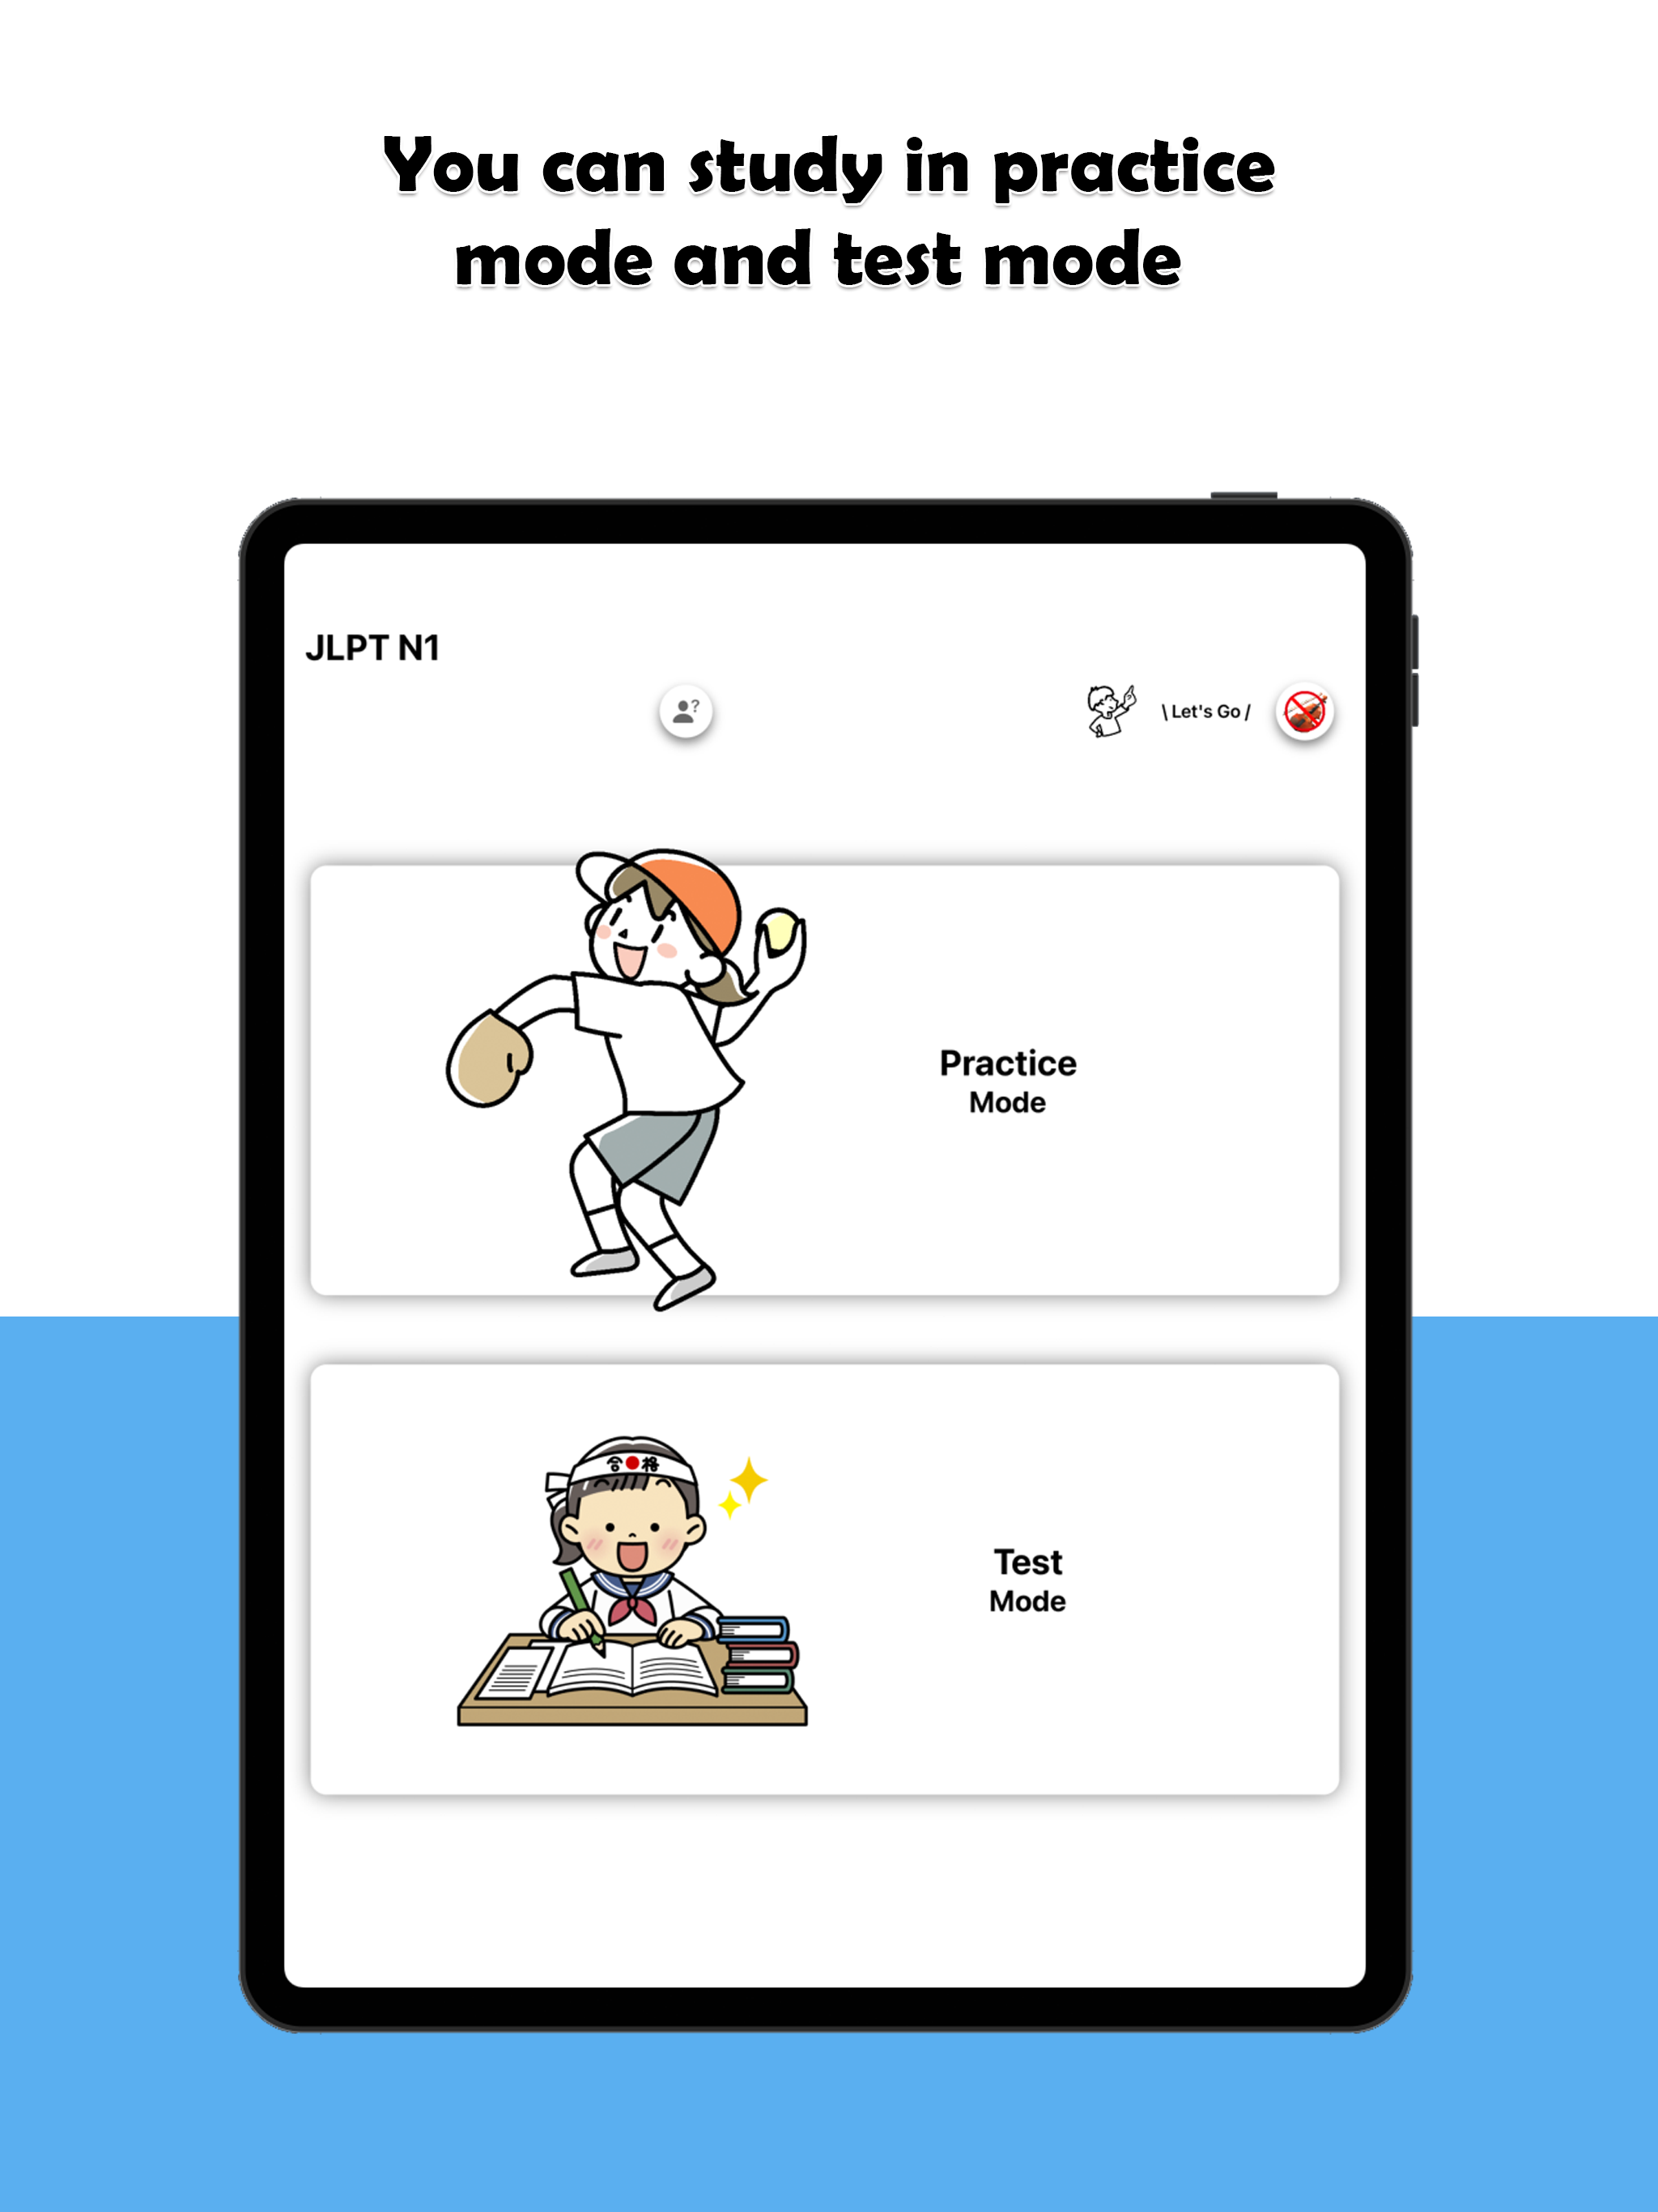 You can study in practice
mode and test mode
JLPT N1
?
\ Let's Go /
Practice
Mode
合格
Test
Mode